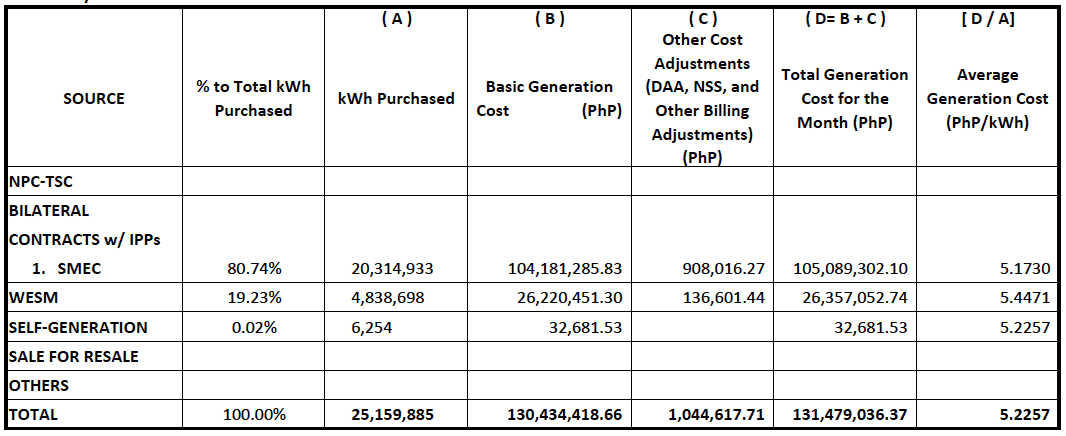 ( A ) ( B ) ( C ) ( D= B + C ) [ D / A]
SOURCE % to Total kWh Purchased kWh Purchased Basic Generation Cost (PhP) Other Cost Adjustments (DAA, NSS, and Other Billing Adjustments) (PhP) Total Generation Cost for the Month (PhP) Average Generation Cost (PhP/kWh)
NPC-TSC
BILATERAL
CONTRACTS w/ IPPs
1. SMEC 80.74% 20,314,933 104,181,285.83 908,016.27 105,089,302.10 5.1730
WESM 19.23% 4,838,698 26,220,451.30 136,601.44 26,357,052.74 5.4471
SELF-GENERATION 0.02% 6,254 32,681.53 32,681.53 5.2257
SALE FOR RESALE
OTHERS
TOTAL 100.00% 25,159,885 130,434,418.66 1,044,617.71 131,479,036.37 5.2257